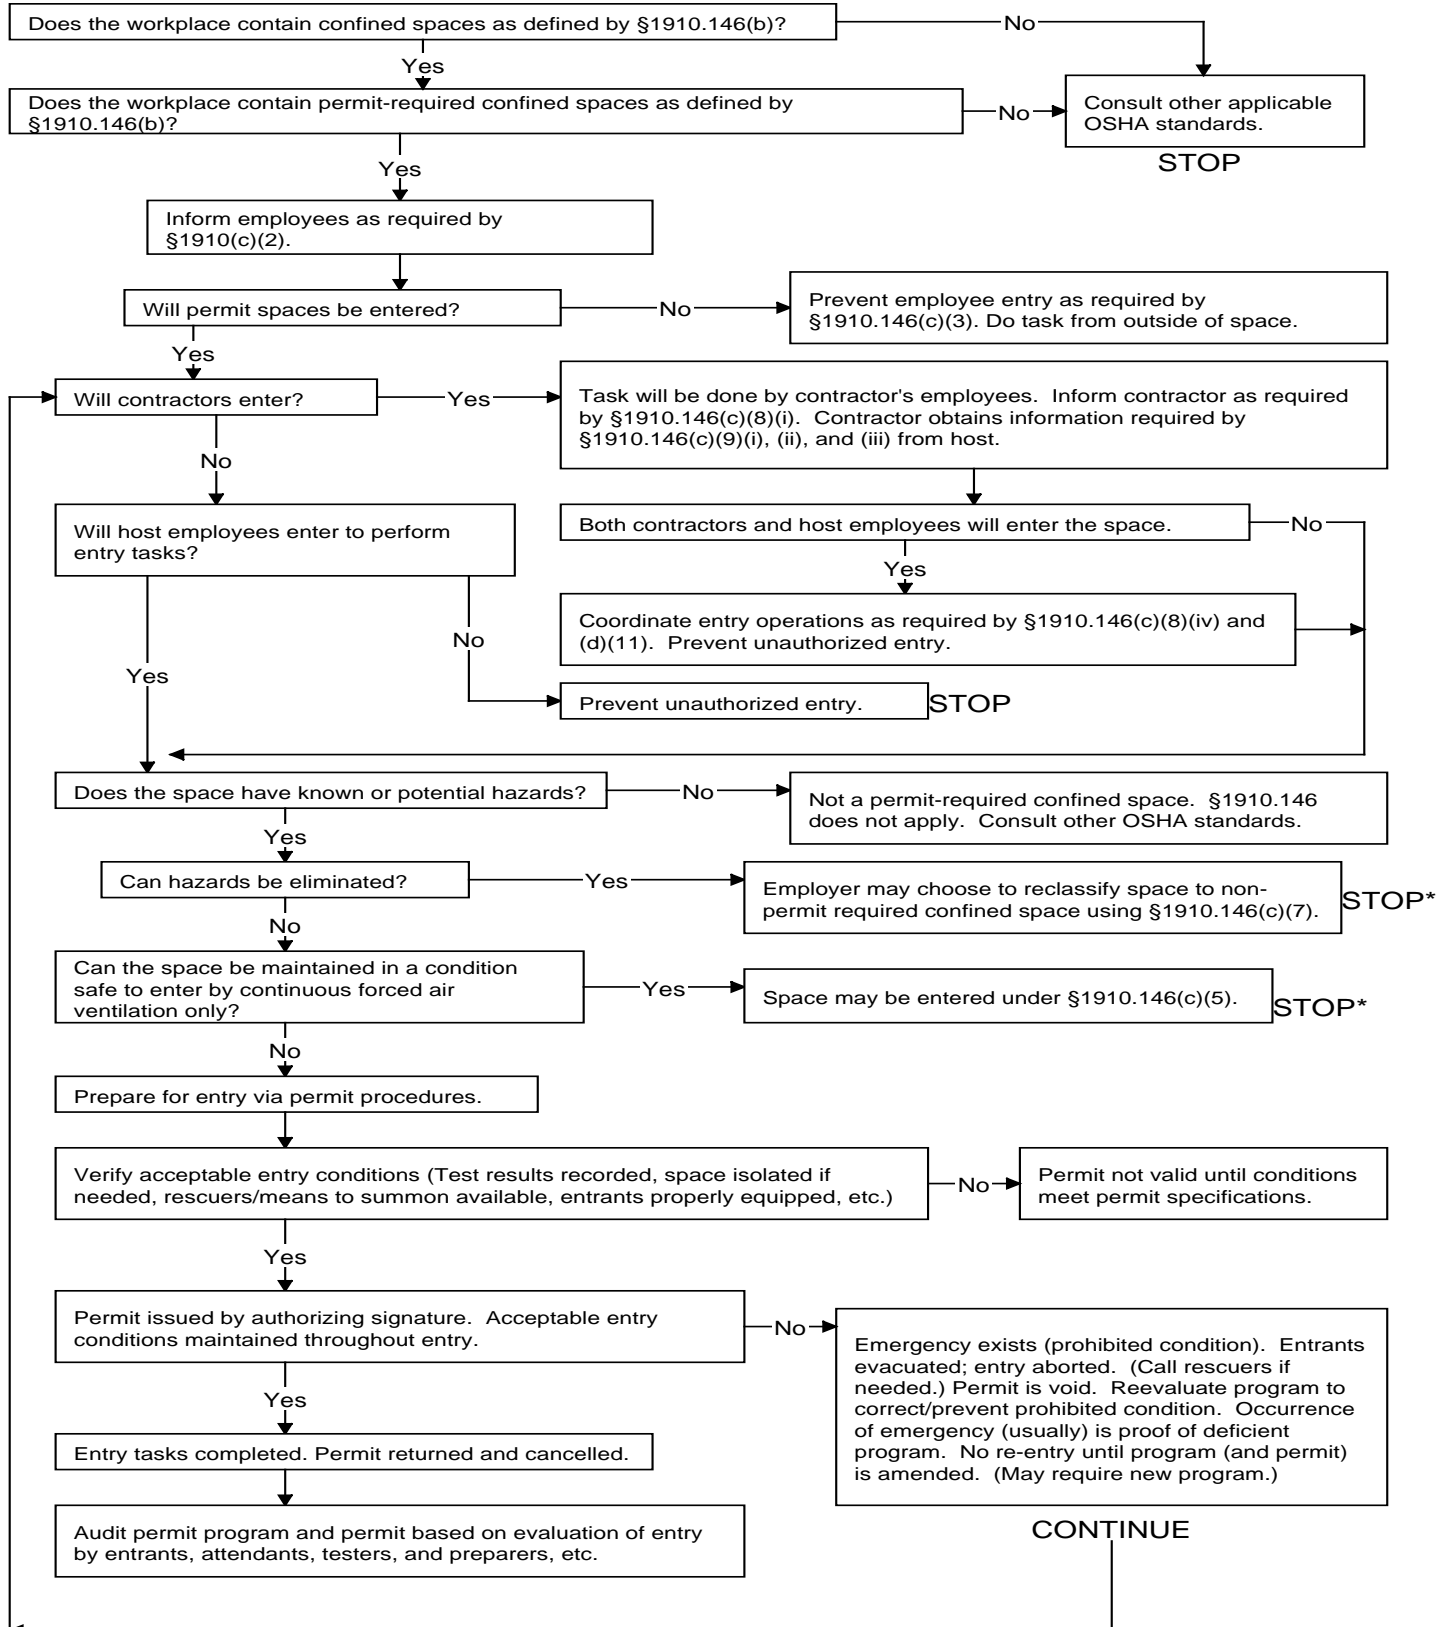 Does the workplace contain confined spaces as defined by §1910.146(b)?
No
Yes
Does the workplace contain permit-required confined spaces as defined by
§1910.146(b)?
No
Consult other applicable
OSHA standards.
STOP
Yes
Inform employees as required by
§1910(c)(2).
Will permit spaces be entered?
No
Prevent employee entry as required by
§1910.146(c)(3). Do task from outside of space.
Yes
Will contractors enter?
Yes
Task will be done by contractor's employees. Inform contractor as required
by §1910.146(c)(8)(i). Contractor obtains information required by
§1910.146(c)(9)(i), (ii), and (iii) from host.
No
Will host employees enter to perform
entry tasks?
Both contractors and host employees will enter the space.
No
Yes
Coordinate entry operations as required by §1910.146(c)(8)(iv) and
(d)(11). Prevent unauthorized entry.
No
Yes
Prevent unauthorized entry.
STOP
Does the space have known or potential hazards?
No
Not a permit-required confined space. §1910.146
does not apply. Consult other OSHA standards.
Yes
Can hazards be eliminated?
Yes
Employer may choose to reclassify space to non-
permit required confined space using §1910.146(c)(7).
STOP*
No
Can the space be maintained in a condition
safe to enter by continuous forced air
ventilation only?
Yes
Space may be entered under §1910.146(c)(5).
STOP*
No
Prepare for entry via permit procedures.
Verify acceptable entry conditions (Test results recorded, space isolated if
needed, rescuers/means to summon available, entrants properly equipped, etc.)
No
Permit not valid until conditions
meet permit specifications.
Yes
Permit issued by authorizing signature. Acceptable entry
conditions maintained throughout entry.
No
Emergency exists (prohibited condition). Entrants
evacuated; entry aborted. (Call rescuers if
needed.) Permit is void. Reevaluate program to
correct/prevent prohibited condition. Occurrence
of emergency (usually) is proof of deficient
program. No re-entry until program (and permit)
is amended. (May require new program.)
Yes
Entry tasks completed. Permit returned and cancelled.
Audit permit program and permit based on evaluation of entry
by entrants, attendants, testers, and preparers, etc.
CONTINUE